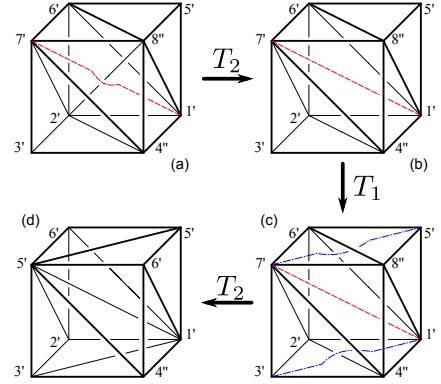 6' 5' 6' 5'
7' 8" 7' 8"
T₂
2' 1' 2' 1'
3' 4" 3' 4"
(a) (b)
T₁
(d) (c)
6' 5' 6' 5'
5' 6' 7' 8"
T₂
2' 1' 2' 1'
3' 4" 3' 4"